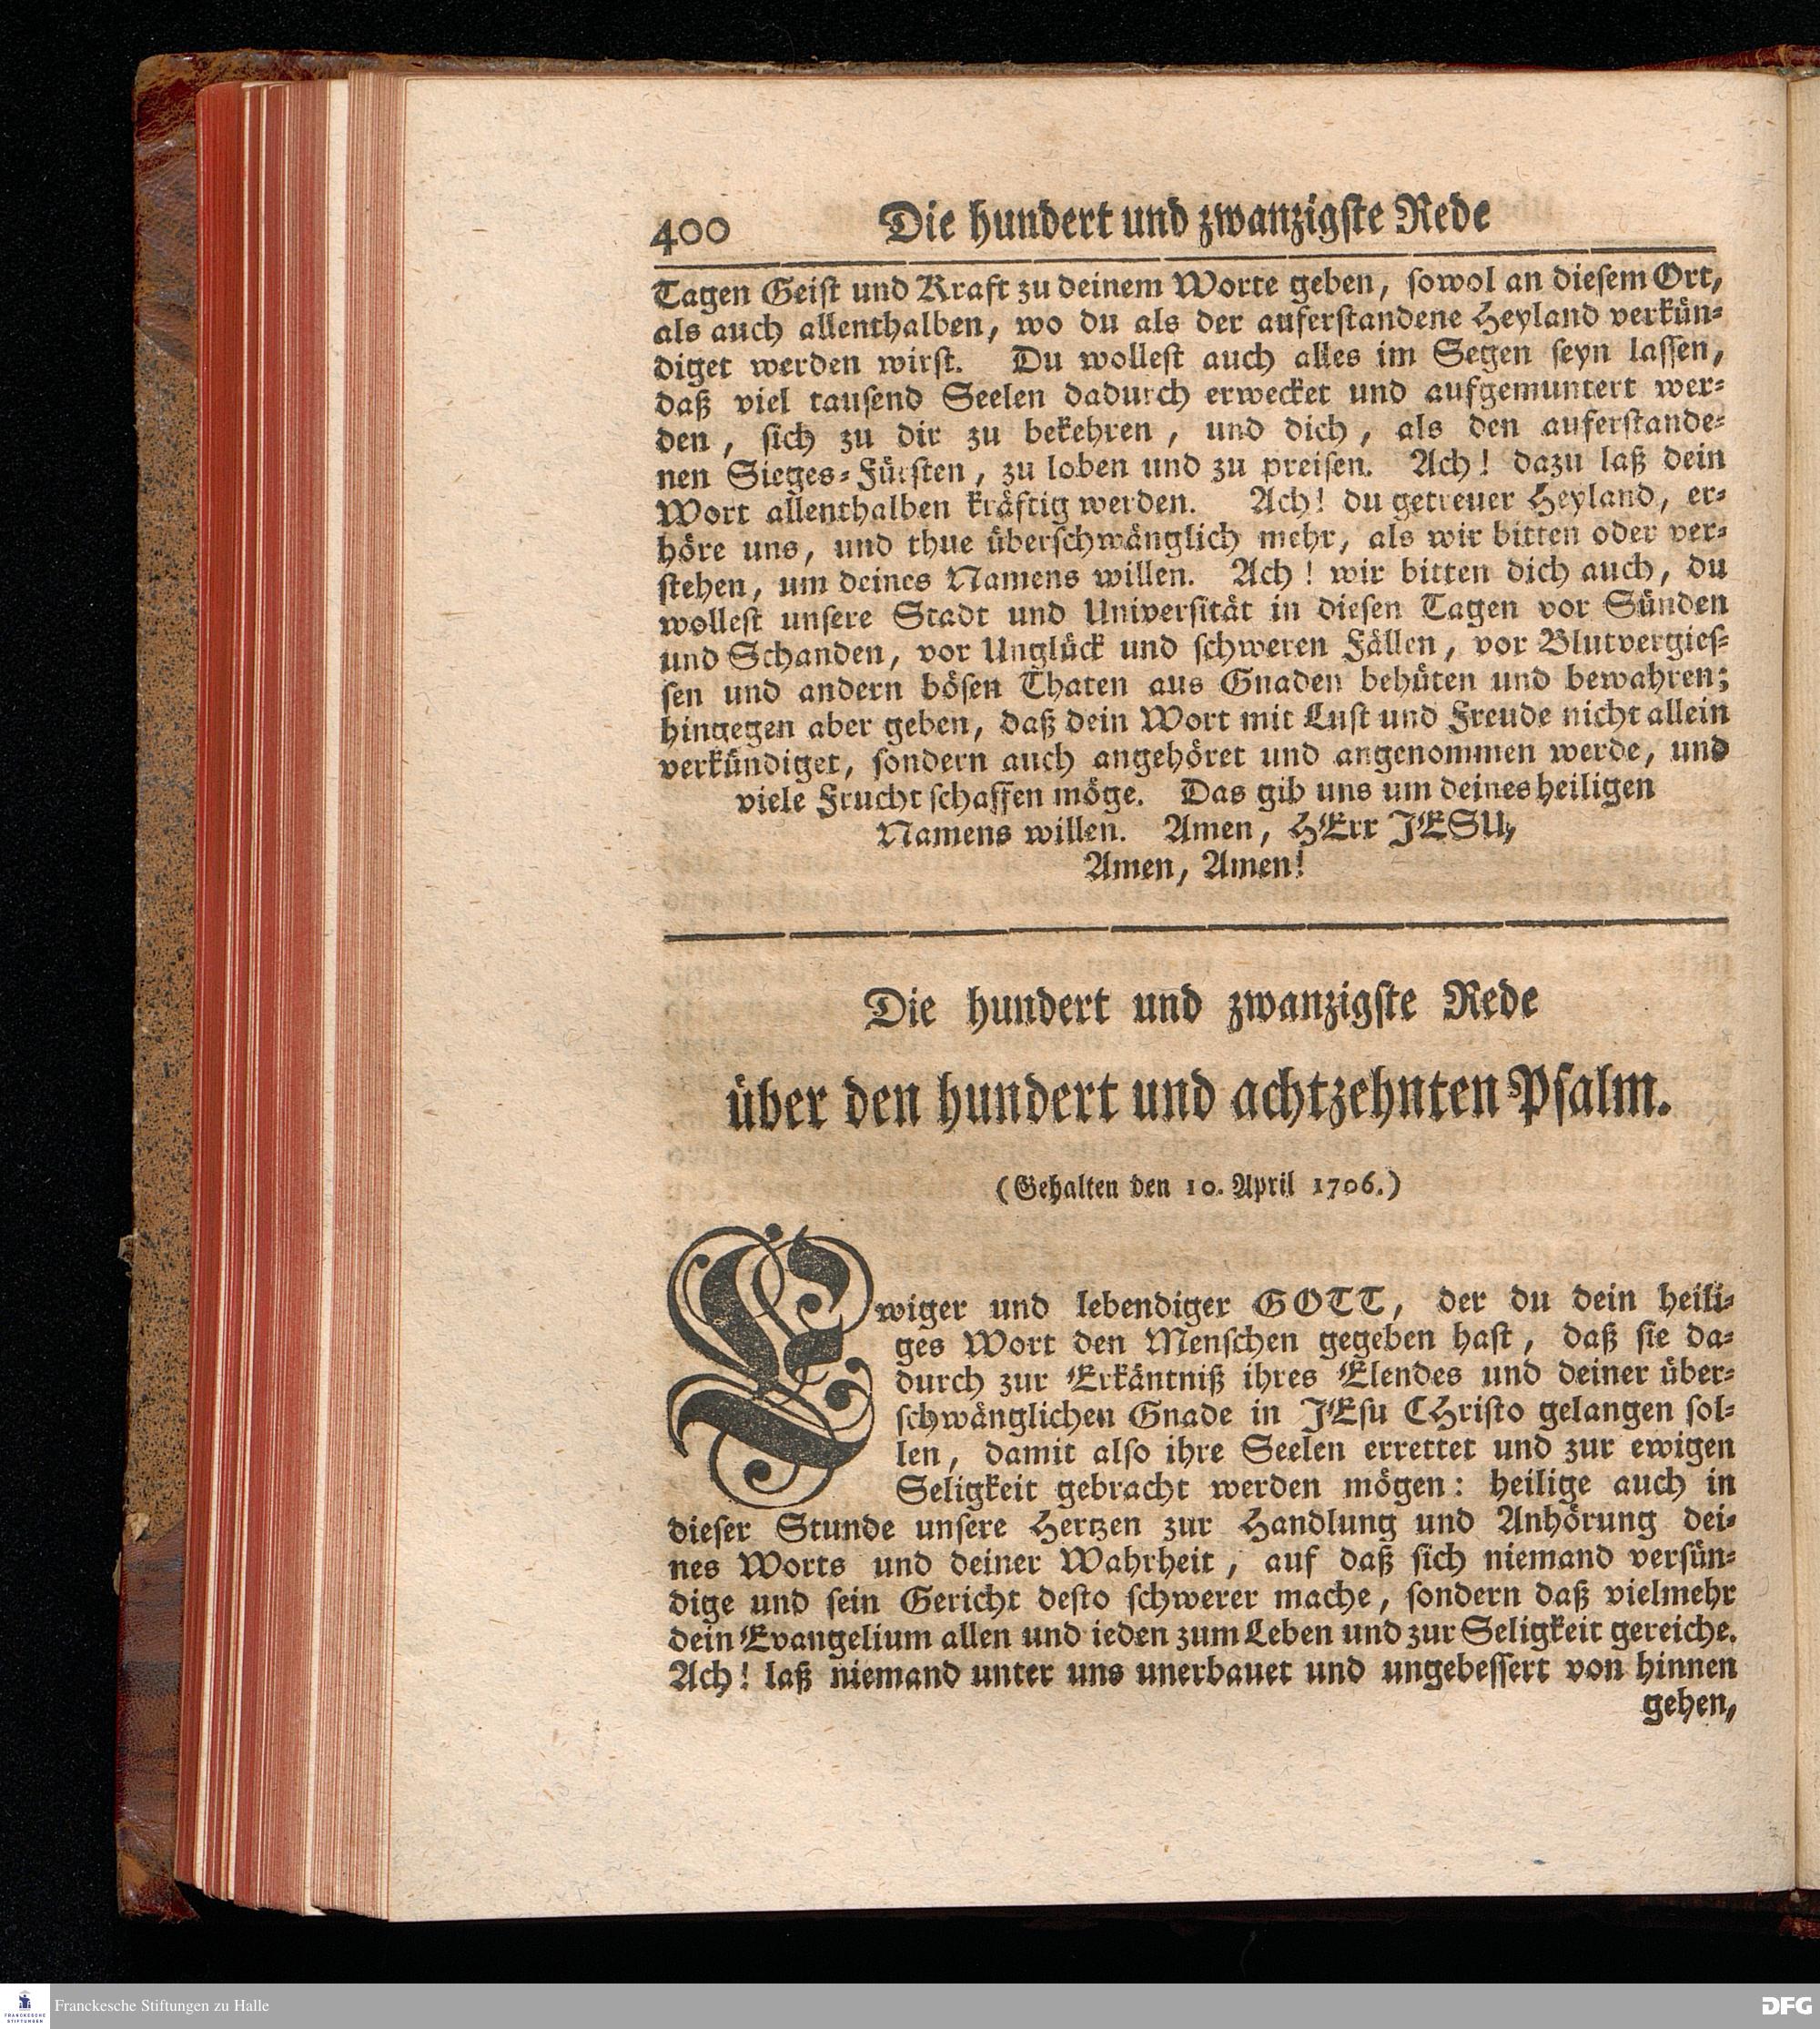 400 Die hundert und zwanzigste Rede
Tagen Geist und Kraft zu deinem Worte geben, sowol an diesem Ort,
als auch allenthalben, wo du als der auferstandene Heyland verkün-
diget werden wirst. Du wollest auch alles im Segen seyn lassen,
daß viel tausend Seelen dadurch erwecket und aufgemuntert wer-
den, sich zu dir zu bekehren, und dich, als den auferstande-
nen Sieges-Fürsten, zu loben und zu preisen. Ach! dazu laß dein
Wort allenthalben kräftig werden. Ach! du getreuer Heyland, er-
höre uns, und thue überschwänglich mehr, als wir bitten oder ver-
stehen, um deines Namens willen. Ach! wir bitten dich auch, du
wollest unsere Stadt und Universität in diesen Tagen vor Sünden
und Schanden, vor Unglück und schweren Fällen, vor Blutvergies-
sen und andern bösen Thaten aus Gnaden behüten und bewahren;
hingegen aber geben, daß dein Wort mit Lust und Freude nicht allein
verkündiget, sondern auch angehöret und angenommen werde, und
viele Frucht schaffen möge. Das gib uns um deines heiligen
Namens willen. Amen, HErr JESU,
Amen, Amen!
Die hundert und zwanzigste Rede
über den hundert und achtzehnten Psalm.
(Gehalten den 10. April 1706.)
Ewiger und lebendiger GOTT, der du dein heili-
ges Wort den Menschen gegeben hast, daß sie da-
durch zur Erkäntniß ihres Elendes und deiner über-
schwänglichen Gnade in JEsu CHristo gelangen sol-
len, damit also ihre Seelen errettet und zur ewigen
Seligkeit gebracht werden mögen: heilige auch in
dieser Stunde unsere Hertzen zur Handlung und Anhörung dei-
nes Worts und deiner Wahrheit, auf daß sich niemand versün-
dige und sein Gericht desto schwerer mache, sondern daß vielmehr
dein Evangelium allen und ieden zum Leben und zur Seligkeit gereiche.
Ach! laß niemand unter uns unerbauet und ungebessert von hinnen
gehen,
FRANCKESCHE
STIFTUNGEN
Franckesche Stiftungen zu Halle
DFG